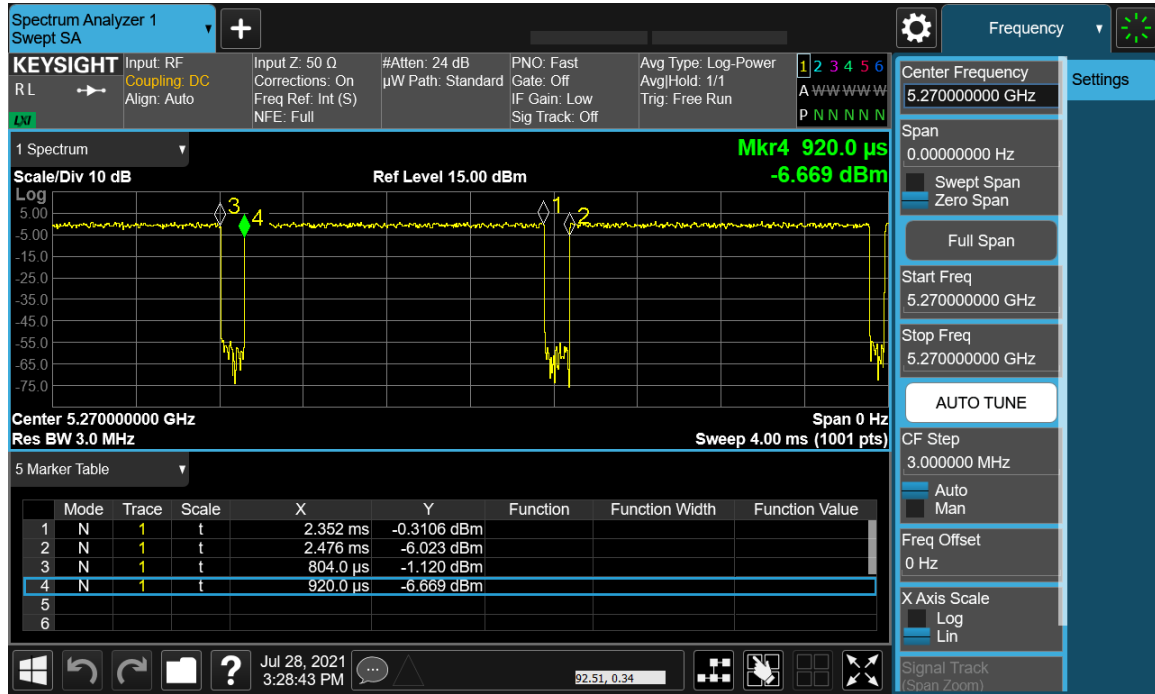 Spectrum Analyzer 1
Swept SA
Frequency
KEYSIGHT
R L
LXI
Input: RF
Coupling: DC
Align: Auto
Input Z: 50 Ω
Corrections: On
Freq Ref: Int (S)
NFE: Full
#Atten: 24 dB
µW Path: Standard
PNO: Fast
Gate: Off
IF Gain: Low
Sig Track: Off
Avg Type: Log-Power
Avg|Hold: 1/1
Trig: Free Run
1 2 3 4 5 6
A W W W W W
P N N N N N
1 Spectrum
Mkr4 920.0 µs
-6.669 dBm
Scale/Div 10 dB
Ref Level 15.00 dBm
Log
5.00
-5.00
-15.0
-25.0
-35.0
-45.0
-55.0
-65.0
-75.0
3
4
1
2
Center 5.270000000 GHz
Span 0 Hz
Res BW 3.0 MHz
Sweep 4.00 ms (1001 pts)
5 Marker Table
Mode Trace Scale X Y Function Function Width Function Value
1 N 1 t 2.352 ms -0.3106 dBm
2 N 1 t 2.476 ms -6.023 dBm
3 N 1 t 804.0 µs -1.120 dBm
4 N 1 t 920.0 µs -6.669 dBm
5
6
Center Frequency
5.270000000 GHz
Settings
Span
0.00000000 Hz
Swept Span
Zero Span
Full Span
Start Freq
5.270000000 GHz
Stop Freq
5.270000000 GHz
AUTO TUNE
CF Step
3.000000 MHz
Auto
Man
Freq Offset
0 Hz
X Axis Scale
Log
Lin
Signal Track
(Span Zoom)
?
Jul 28, 2021
3:28:43 PM
92.51, 0.34